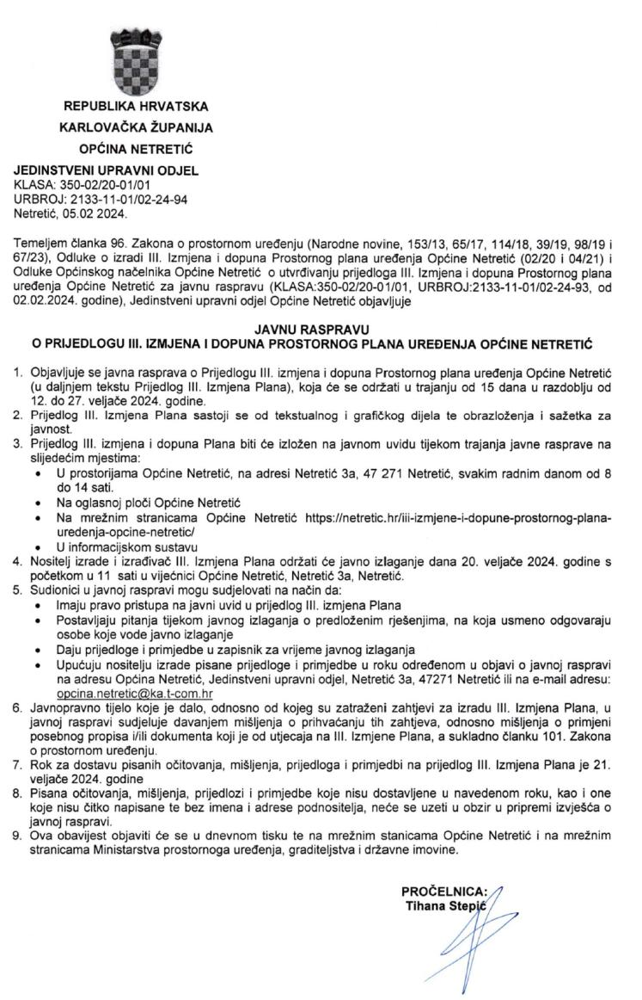 REPUBLIKA HRVATSKA
KARLOVAČKA ŽUPANIJA
OPĆINA NETRETIĆ
JEDINSTVENI UPRAVNI ODJEL
KLASA: 350-02/20-01/01
URBROJ: 2133-11-01/02-24-94
Netretić, 05.02 2024.
Temeljem članka 96. Zakona o prostornom uređenju (Narodne novine, 153/13, 65/17, 114/18, 39/19, 98/19 i
67/23), Odluke o izradi III. Izmjena i dopuna Prostornog plana uređenja Općine Netretić (02/20 i 04/21) i
Odluke Općinskog načelnika Općine Netretić o utvrđivanju prijedloga III. Izmjena i dopuna Prostornog plana
uređenja Općine Netretić za javnu raspravu (KLASA:350-02/20-01/01, URBROJ:2133-11-01/02-24-93, od
02.02.2024. godine), Jedinstveni upravni odjel Općine Netretić objavljuje
JAVNU RASPRAVU
O PRIJEDLOGU III. IZMJENA I DOPUNA PROSTORNOG PLANA UREĐENJA OPĆINE NETRETIĆ
1. Objavljuje se javna rasprava o Prijedlogu III. izmjena i dopuna Prostornog plana uređenja Općine Netretić
(u daljnjem tekstu Prijedlog III. Izmjena Plana), koja će se održati u trajanju od 15 dana u razdoblju od
12. do 27. veljače 2024. godine.
2. Prijedlog III. Izmjena Plana sastoji se od tekstualnog i grafičkog dijela te obrazloženja i sažetka za
javnost.
3. Prijedlog III. izmjena i dopuna Plana biti će izložen na javnom uvidu tijekom trajanja javne rasprave na
slijedećim mjestima:
• U prostorijama Općine Netretić, na adresi Netretić 3a, 47 271 Netretić, svakim radnim danom od 8
do 14 sati.
• Na oglasnoj ploči Općine Netretić
• Na mrežnim stranicama Općine Netretić https://netretic.hr/iii-izmjene-i-dopune-prostornog-plana-
uredenja-opcine-netretic/
• U informacijskom sustavu
4. Nositelj izrade i izrađivač III. Izmjena Plana održati će javno izlaganje dana 20. veljače 2024. godine s
početkom u 11 sati u vijećnici Općine Netretić, Netretić 3a, Netretić.
5. Sudionici u javnoj raspravi mogu sudjelovati na način da:
• Imaju pravo pristupa na javni uvid u prijedlog III. izmjena Plana
• Postavljaju pitanja tijekom javnog izlaganja o predloženim rješenjima, na koja usmeno odgovaraju
osobe koje vode javno izlaganje
• Daju prijedloge i primjedbe u zapisnik za vrijeme javnog izlaganja
• Upućuju nositelju izrade pisane prijedloge i primjedbe u roku određenom u objavi o javnoj raspravi
na adresu Općina Netretić, Jedinstveni upravni odjel, Netretić 3a, 47271 Netretić ili na e-mail adresu:
opcina.netretic@ka.t-com.hr
6. Javnopravno tijelo koje je dalo, odnosno od kojeg su zatraženi zahtjevi za izradu III. Izmjena Plana, u
javnoj raspravi sudjeluje davanjem mišljenja o prihvaćanju tih zahtjeva, odnosno mišljenja o primjeni
posebnog propisa i/ili dokumenta koji je od utjecaja na III. Izmjene Plana, a sukladno članku 101. Zakona
o prostornom uređenju.
7. Rok za dostavu pisanih očitovanja, mišljenja, prijedloga i primjedbi na prijedlog III. Izmjena Plana je 21.
veljače 2024. godine
8. Pisana očitovanja, mišljenja, prijedlozi i primjedbe koje nisu dostavljene u navedenom roku, kao i one
koje nisu čitko napisane te bez imena i adrese podnositelja, neće se uzeti u obzir u pripremi izvješća o
javnoj raspravi.
9. Ova obavijest objaviti će se u dnevnom tisku te na mrežnim stanicama Općine Netretić i na mrežnim
stranicama Ministarstva prostornoga uređenja, graditeljstva i državne imovine.
PROČELNICA:
Tihana Stepić